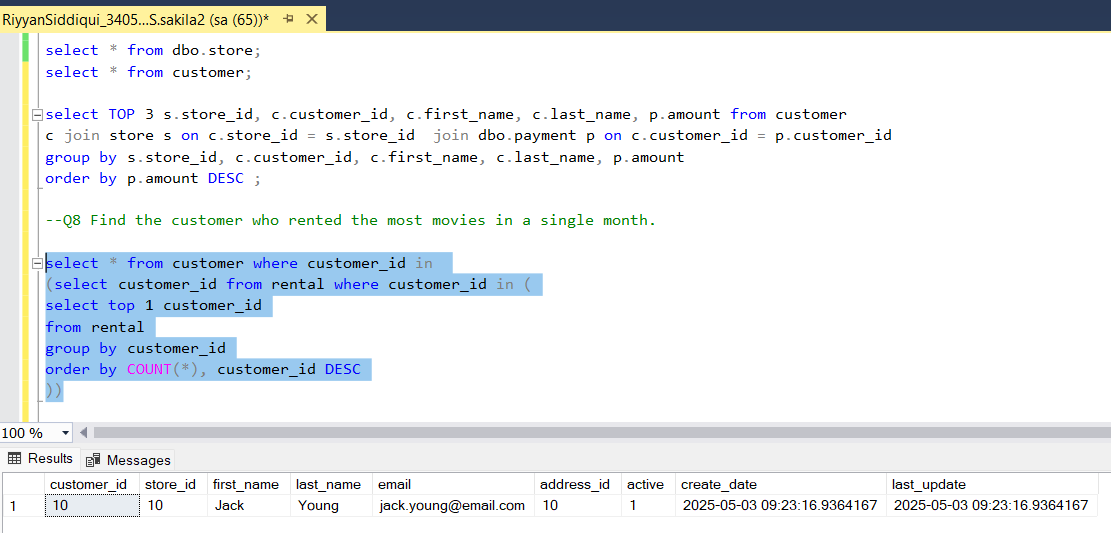 RiyyanSiddiqui_3405...S.sakila2 (sa (65))*
select * from dbo.store;
select * from customer;
select TOP 3 s.store_id, c.customer_id, c.first_name, c.last_name, p.amount from customer
c join store s on c.store_id = s.store_id  join dbo.payment p on c.customer_id = p.customer_id
group by s.store_id, c.customer_id, c.first_name, c.last_name, p.amount
order by p.amount DESC ;
--Q8 Find the customer who rented the most movies in a single month.
select * from customer where customer_id in
(select customer_id from rental where customer_id in (
select top 1 customer_id
from rental
group by customer_id
order by COUNT(*), customer_id DESC
))
100 %
Results Messages
customer_id store_id first_name last_name email address_id active create_date last_update
1 10 10 Jack Young jack.young@email.com 10 1 2025-05-03 09:23:16.9364167 2025-05-03 09:23:16.9364167